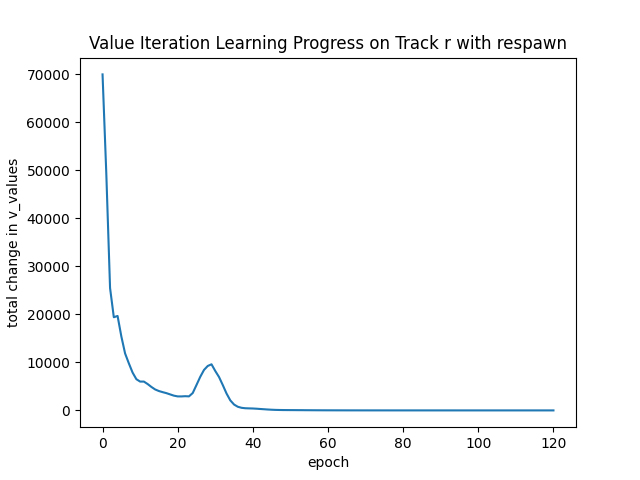 Value Iteration Learning Progress on Track r with respawn
70000
60000
50000
40000
30000
20000
10000
0
total change in v_values
0 20 40 60 80 100 120
epoch